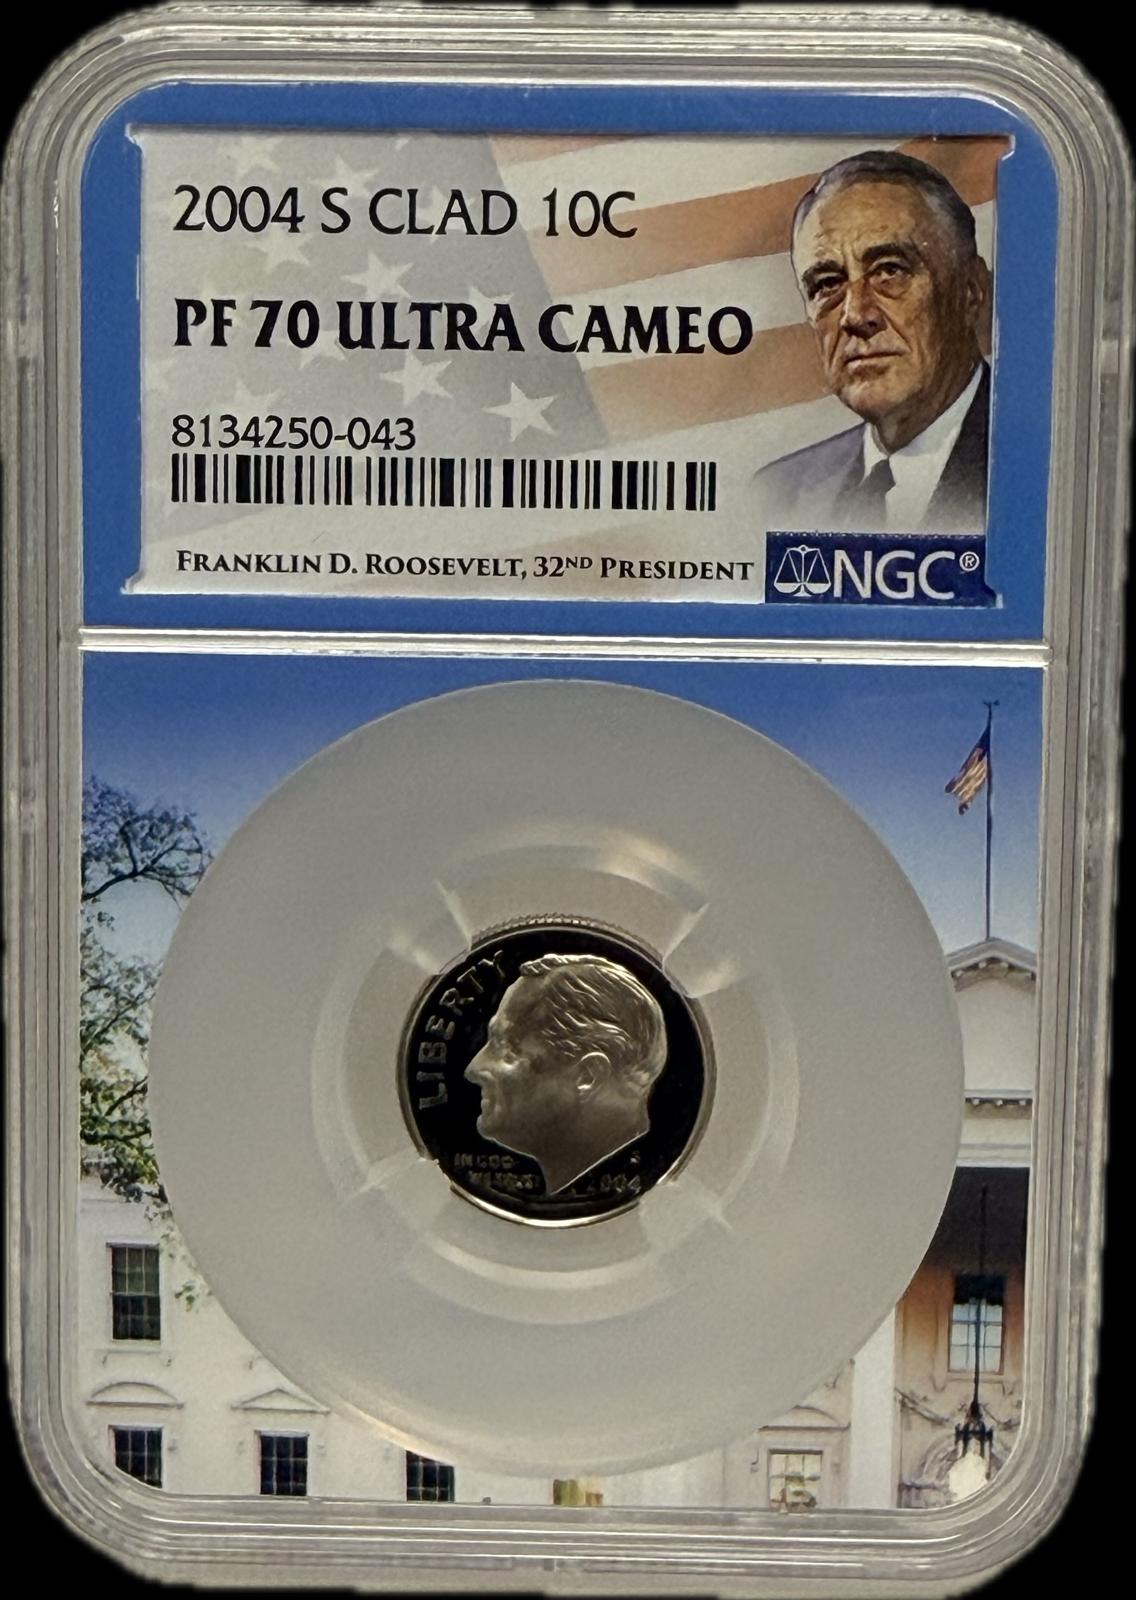 2004 S CLAD 10C
PF 70 ULTRA CAMEO
8134250-043
FRANKLIN D. ROOSEVELT, 32ND PRESIDENT
NGC®
LIBERTY
IN GOD
WE TRUST
S
2004